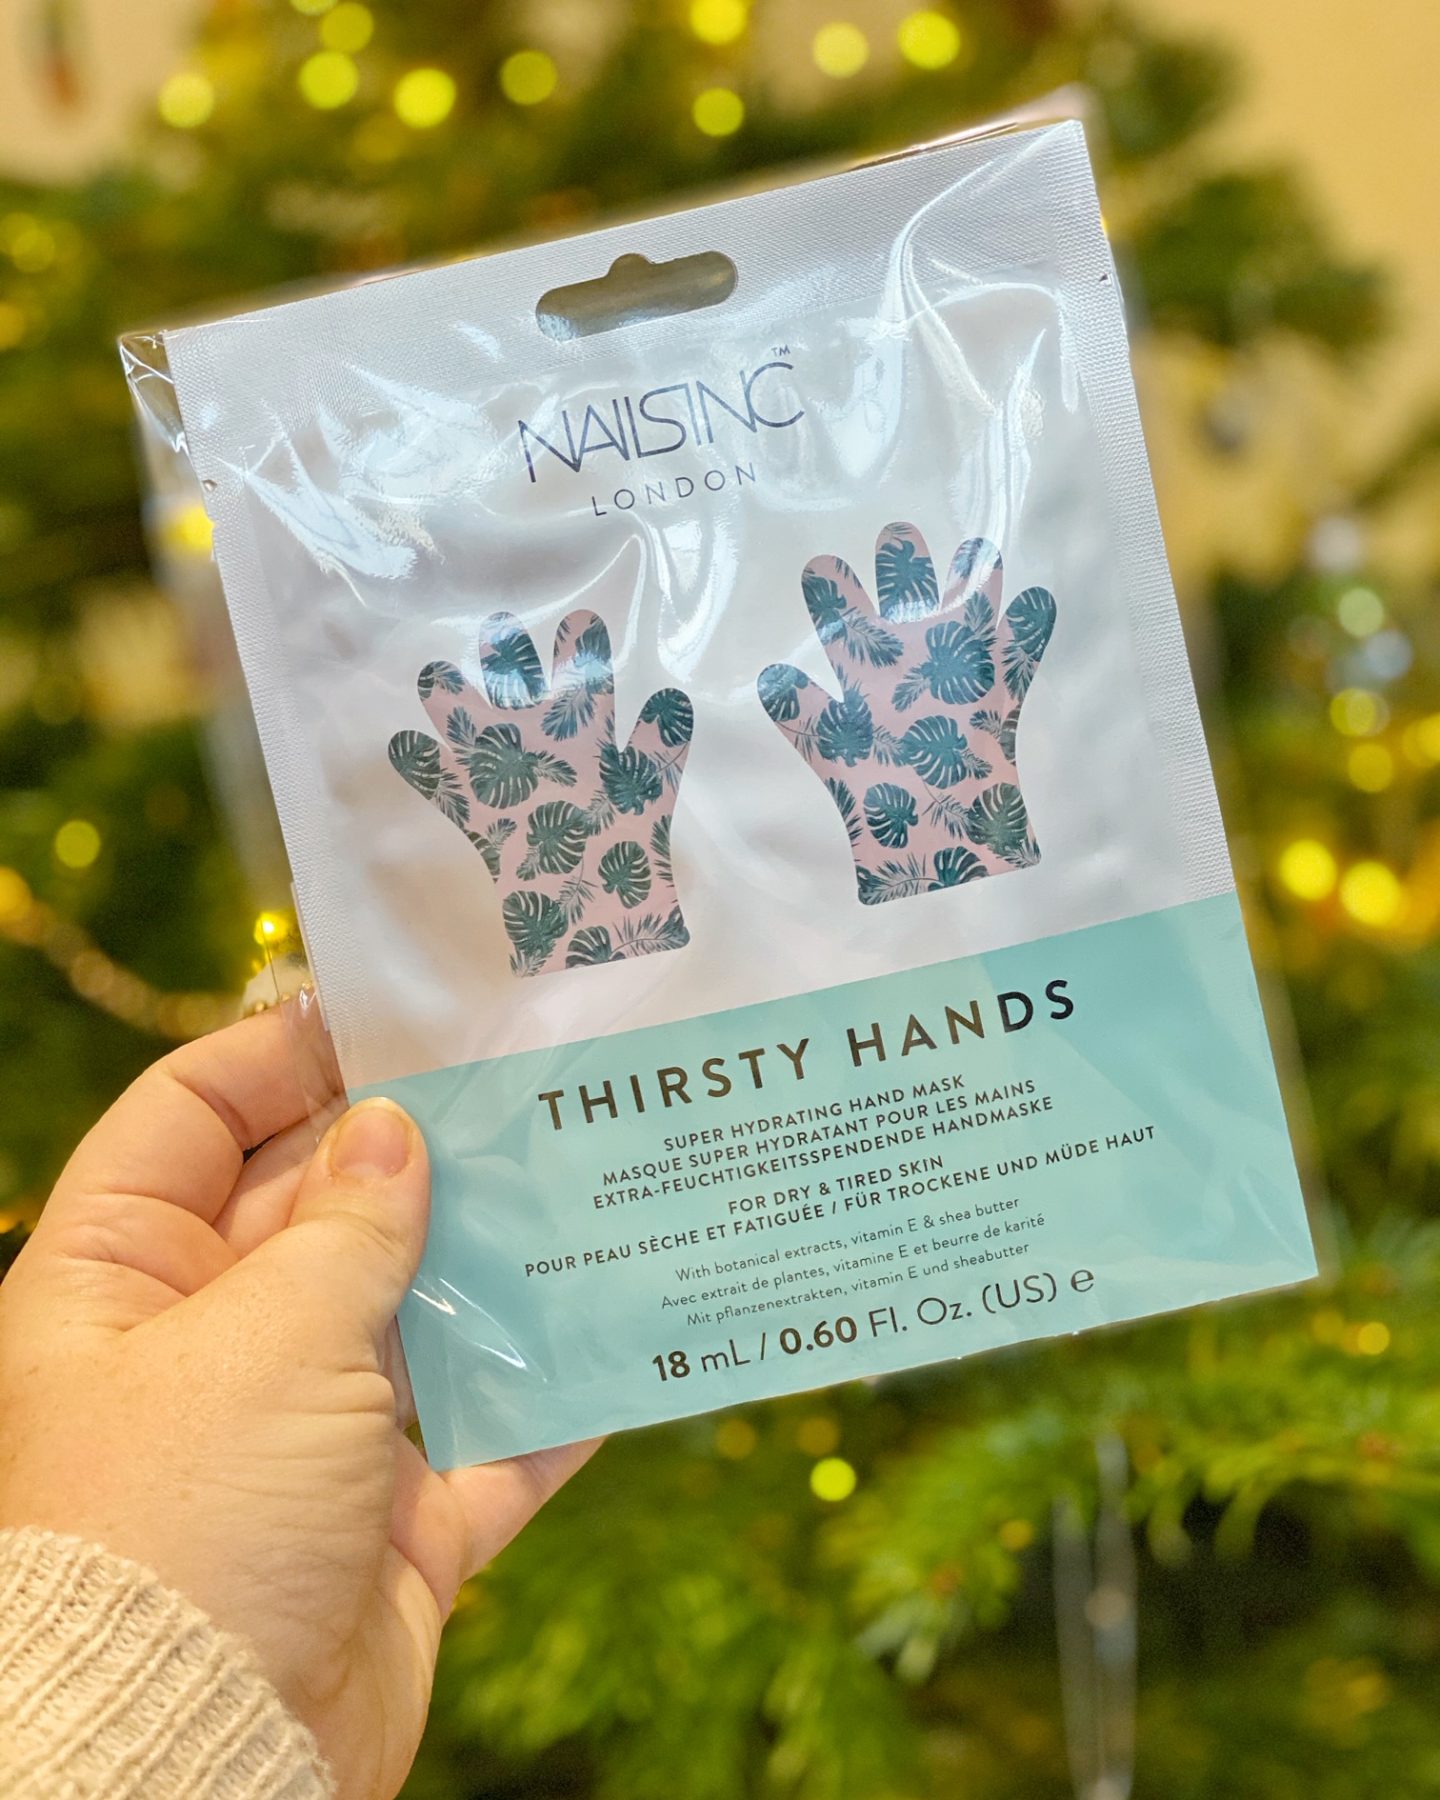 NAILSINC™
LONDON
THIRSTY HANDS
SUPER HYDRATING HAND MASK
MASQUE SUPER HYDRATANT POUR LES MAINS
EXTRA-FEUCHTIGKEITSSPENDENDE HANDMASKE
FOR DRY & TIRED SKIN
POUR PEAU SÈCHE ET FATIGUÉE / FÜR TROCKENE UND MÜDE HAUT
With botanical extracts, vitamin E & shea butter
Avec extrait de plantes, vitamine E et beurre de karité
Mit pflanzenextrakten, vitamin E und sheabutter
18 mL / 0.60 Fl. Oz. (US) ℮